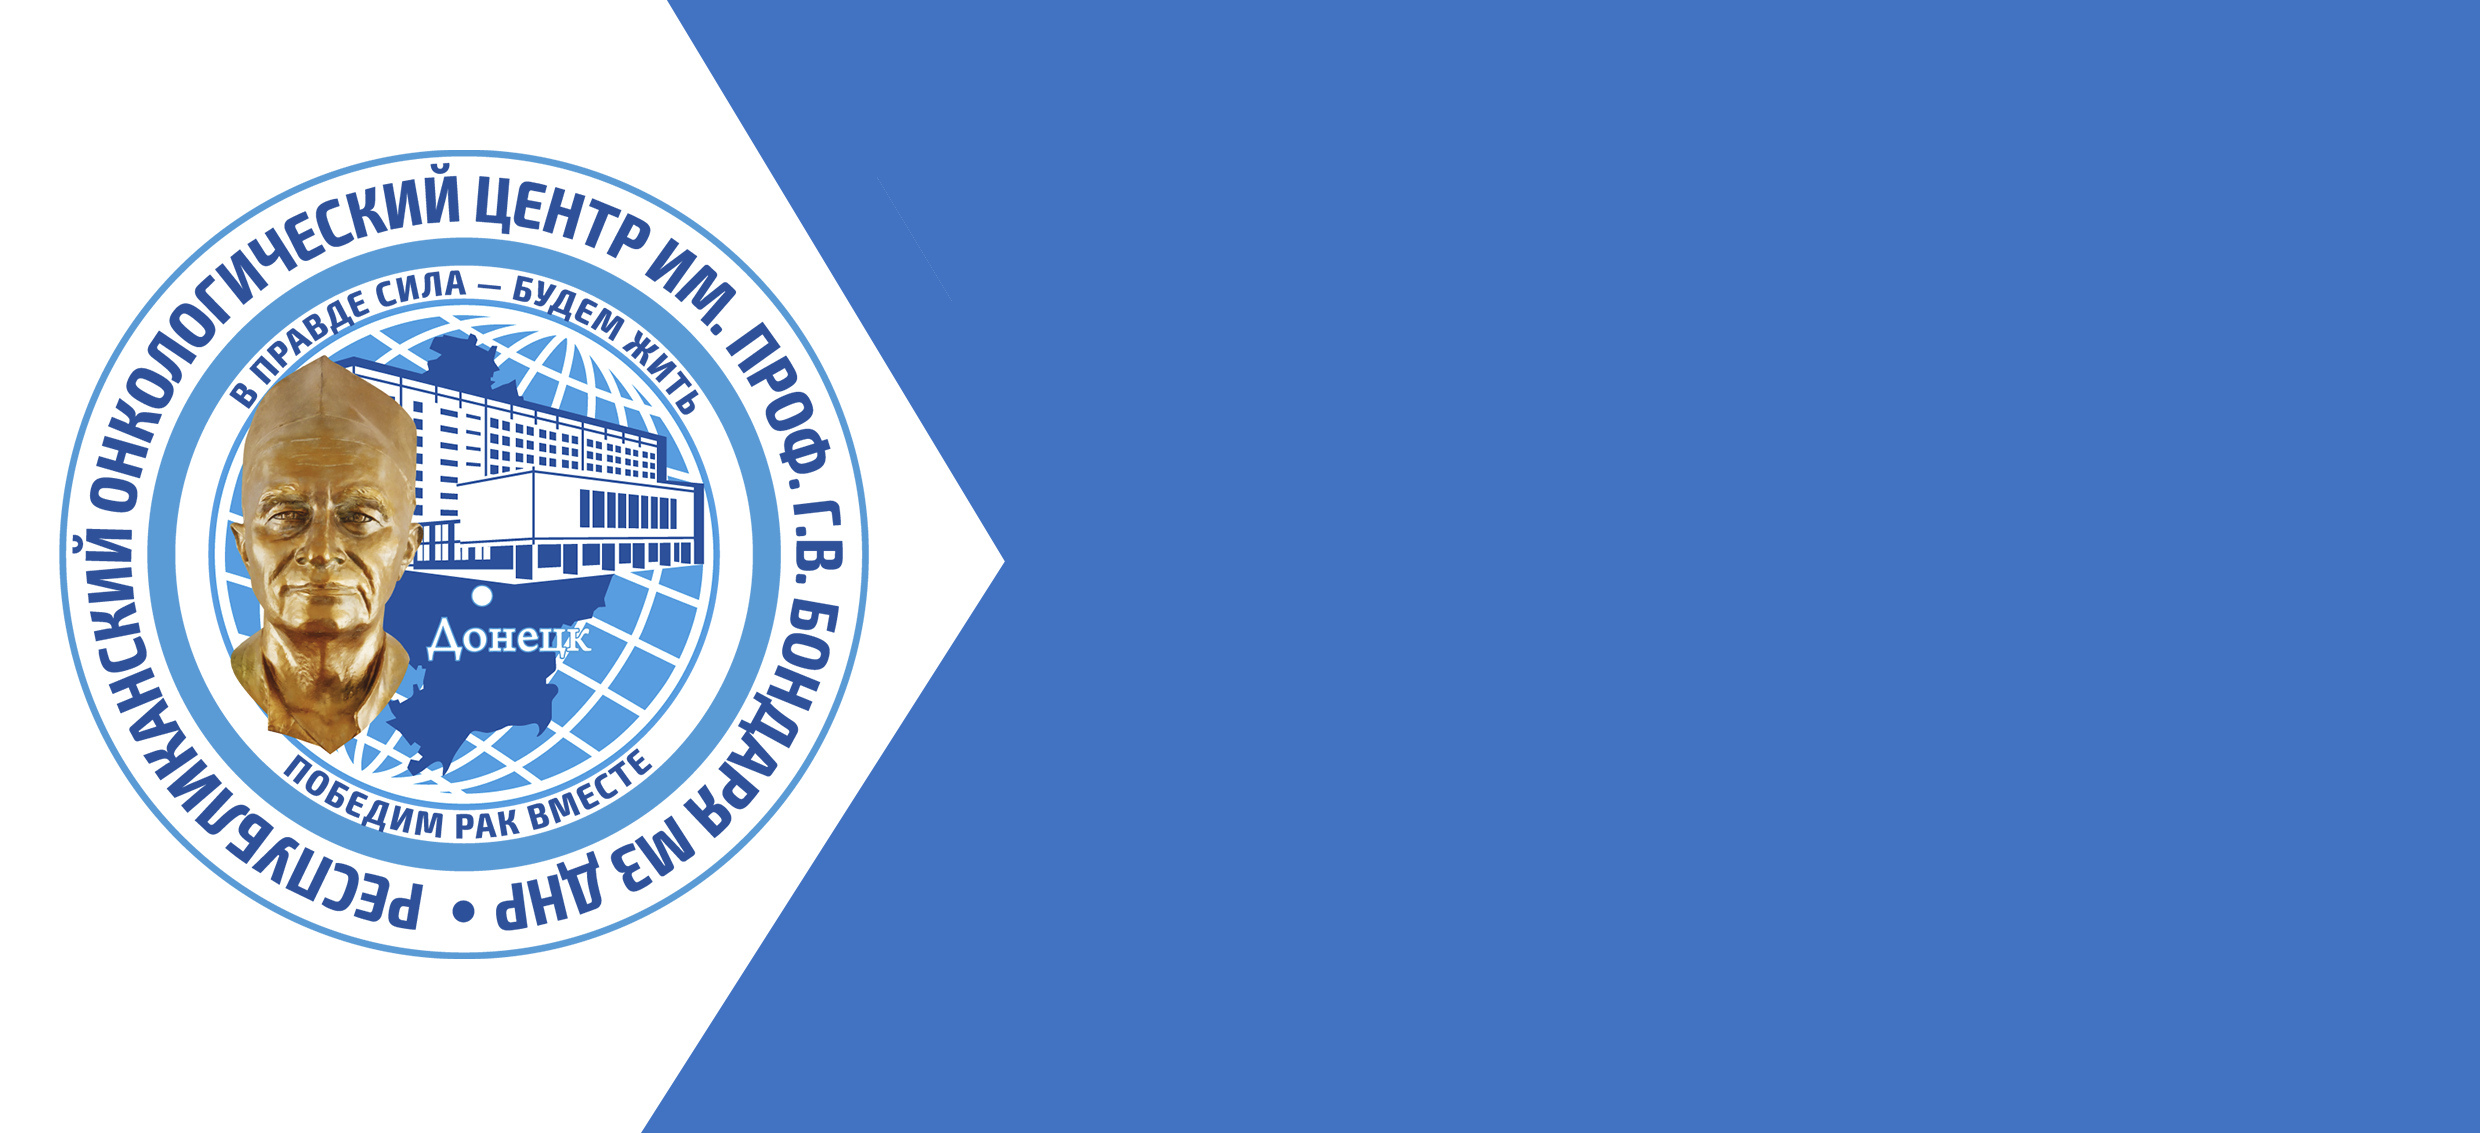 РЕСПУБЛИКАНСКИЙ ОНКОЛОГИЧЕСКИЙ ЦЕНТР ИМ. ПРОФ. Г.В. БОНДАРЯ МЗ ДНР •
В ПРАВДЕ СИЛА — БУДЕМ ЖИТЬ
Донецк
ПОБЕДИМ РАК ВМЕСТЕ